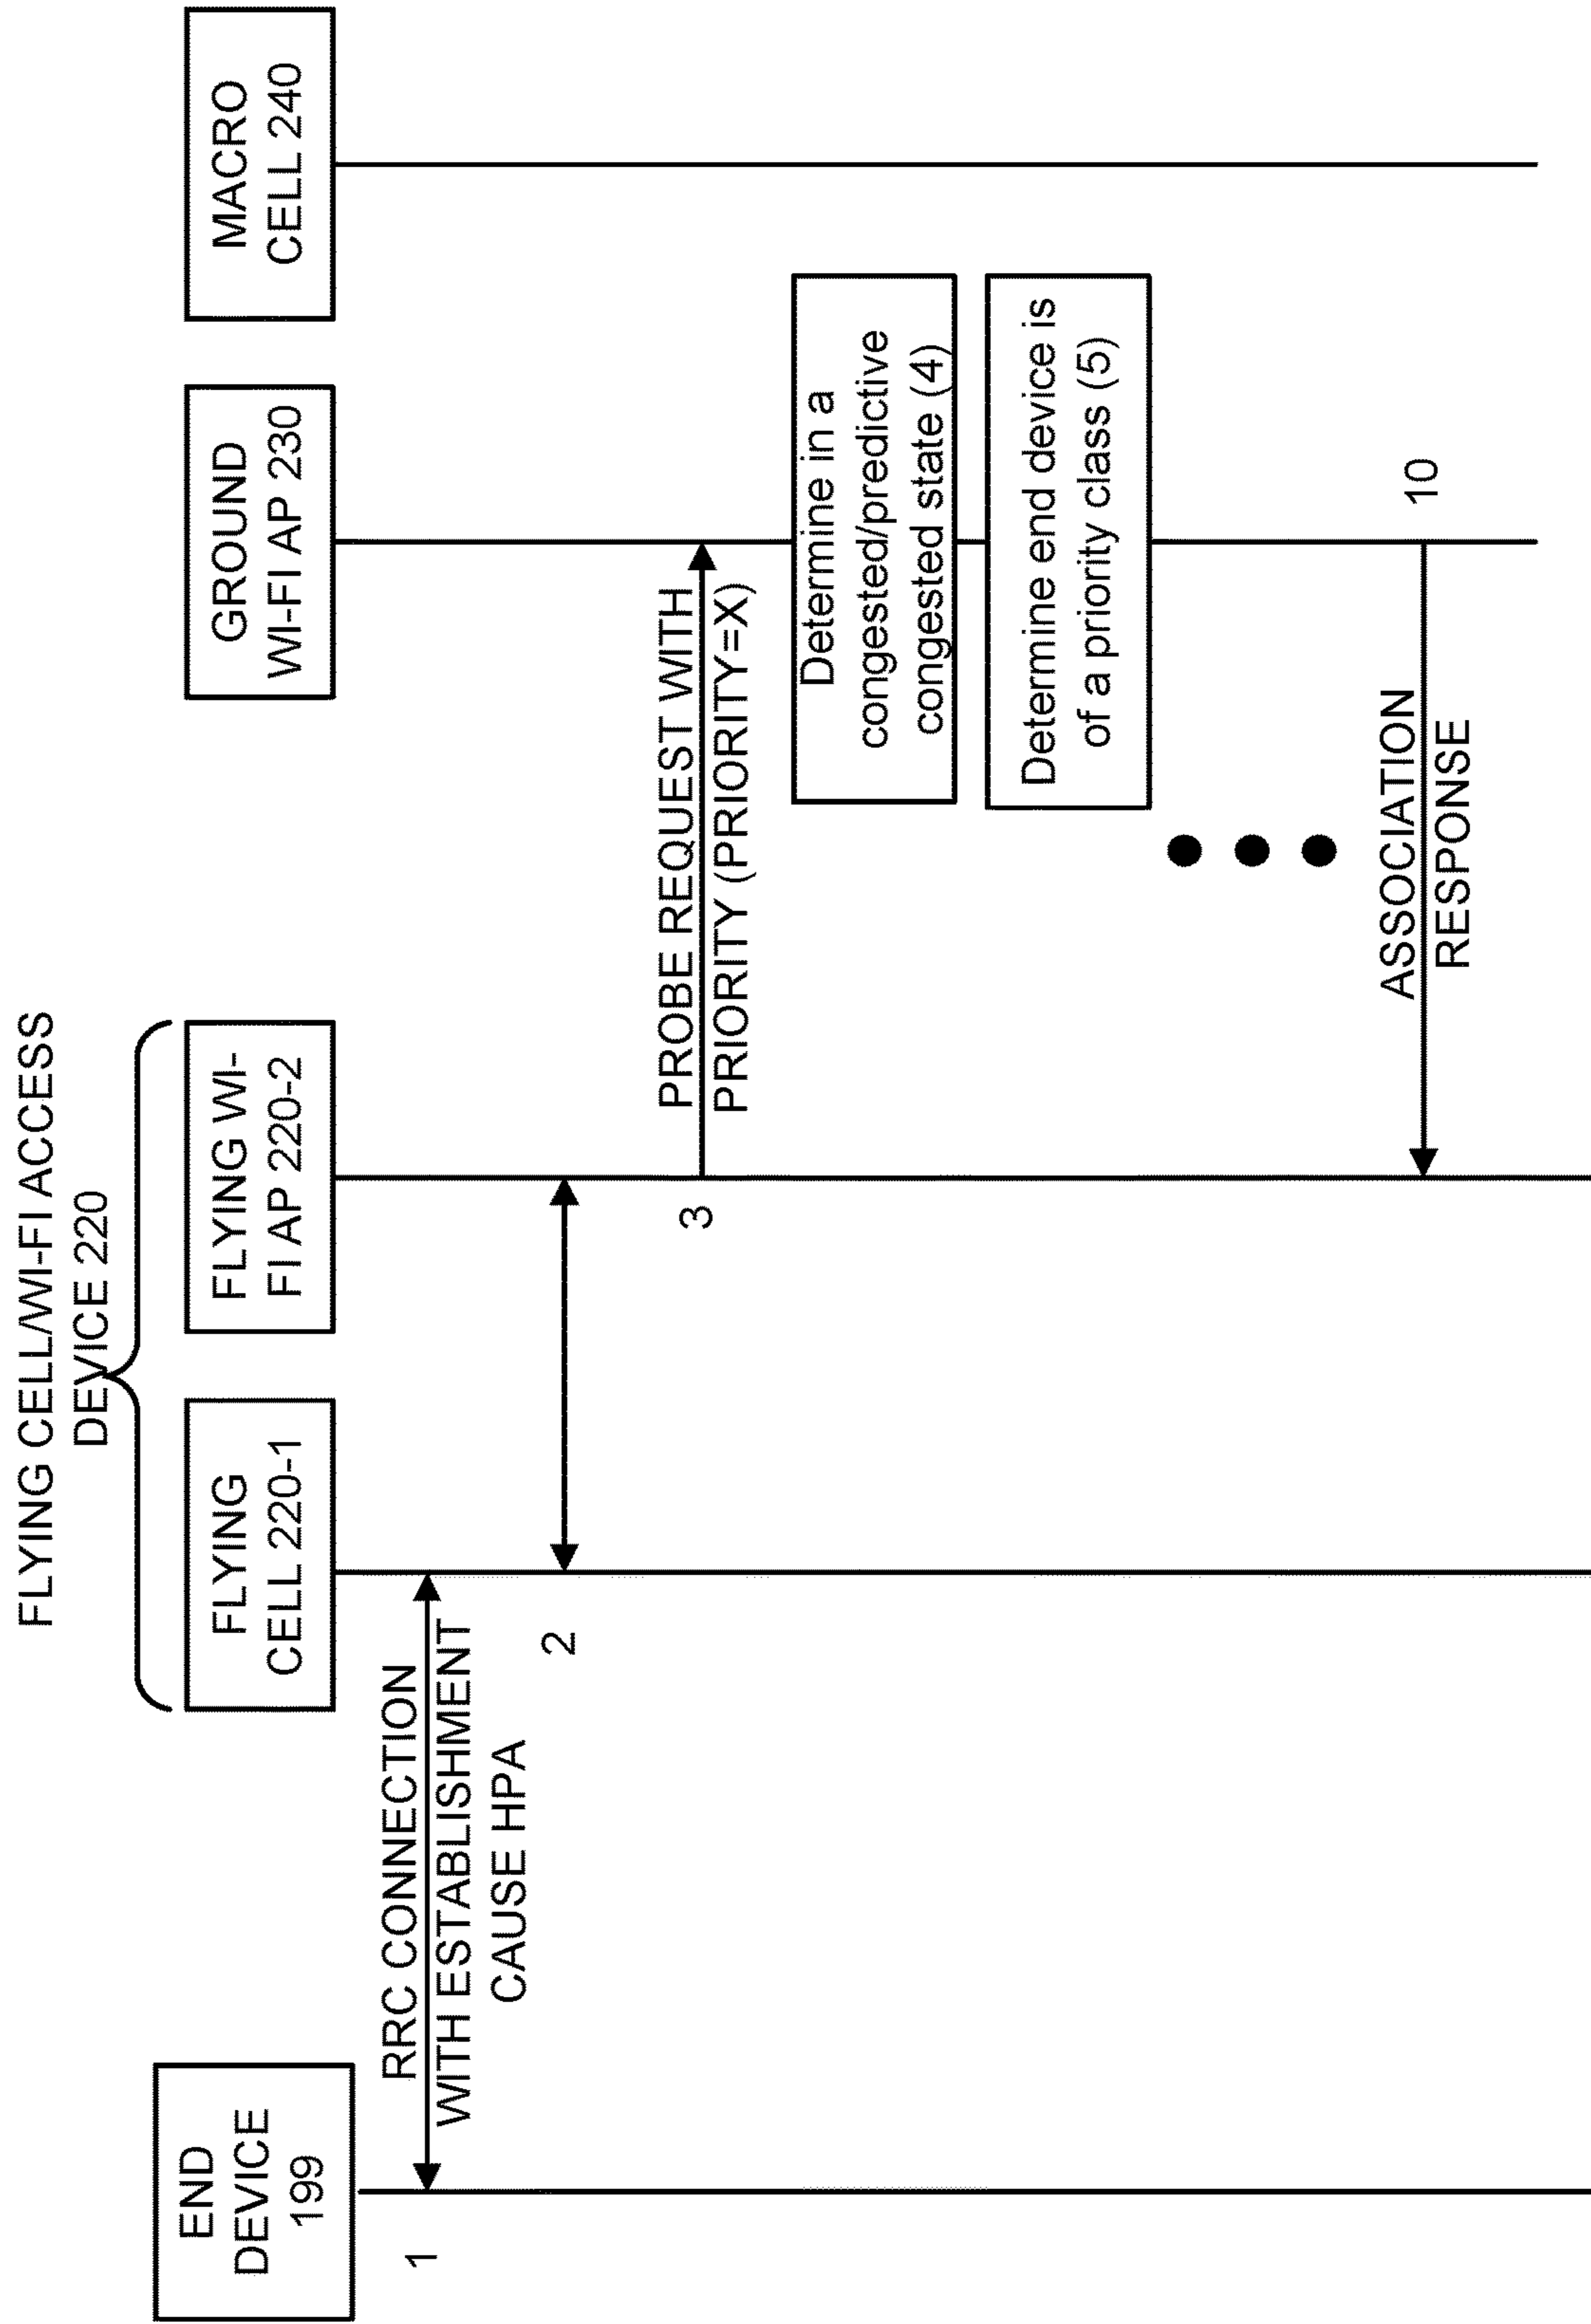 FLYING CELL/WI-FI ACCESS
DEVICE 220
END
DEVICE
199
FLYING
CELL 220-1
FLYING WI-
FI AP 220-2
GROUND
WI-FI AP 230
MACRO
CELL 240
1
RRC CONNECTION
WITH ESTABLISHMENT
CAUSE HPA
2
3
PROBE REQUEST WITH
PRIORITY (PRIORITY=X)
Determine in a
congested/predictive
congested state (4)
Determine end device is
of a priority class (5)
ASSOCIATION
RESPONSE
10